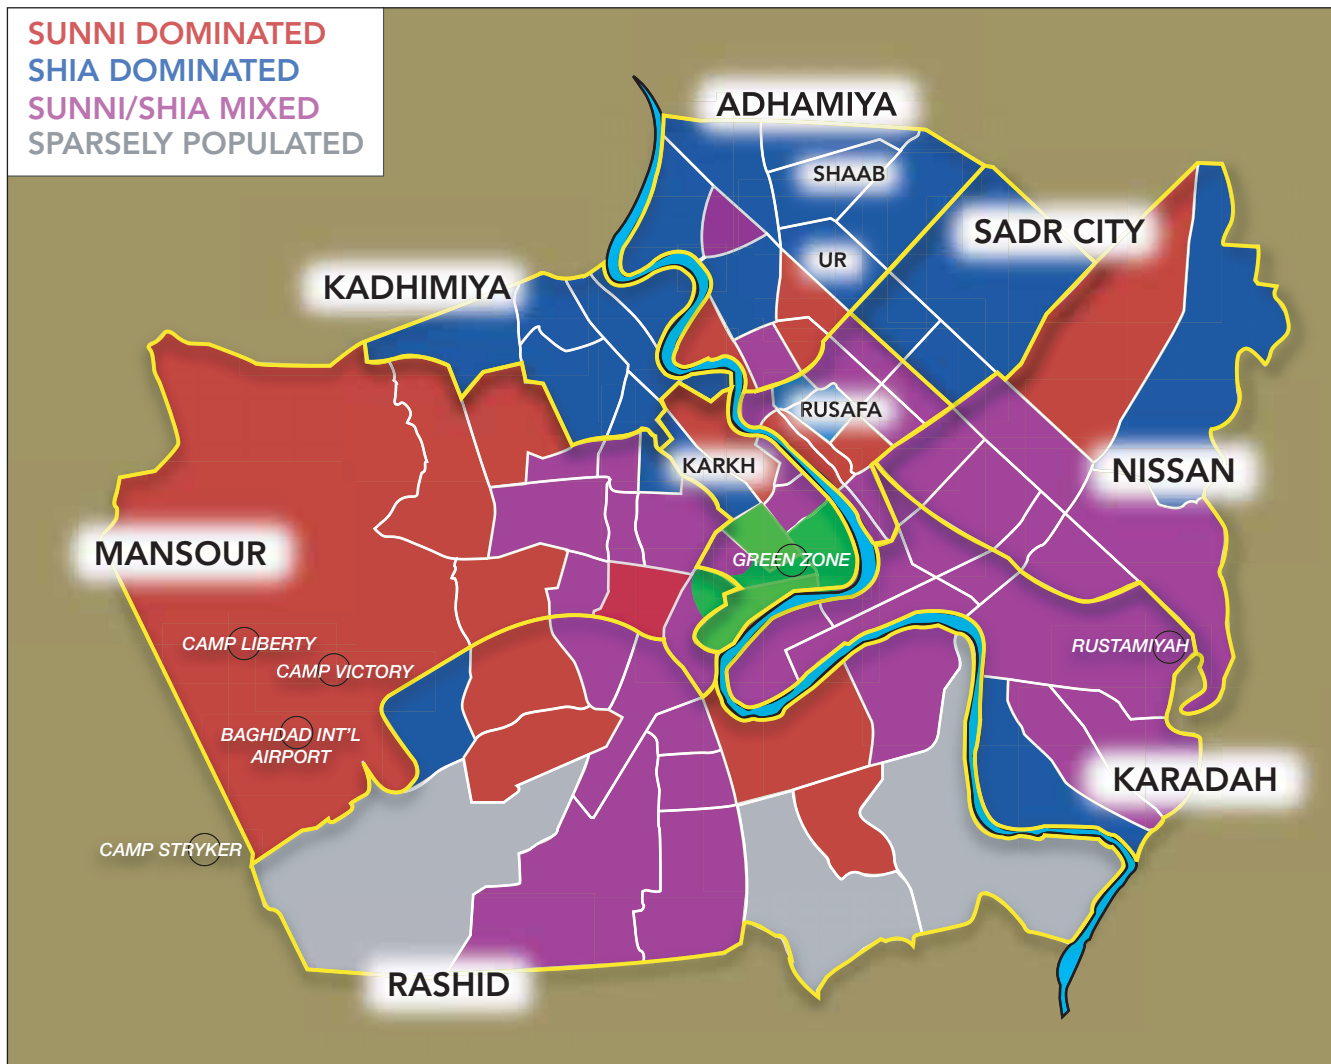 SUNNI DOMINATED
SHIA DOMINATED
SUNNI/SHIA MIXED
SPARSELY POPULATED
ADHAMIYA
SHAAB
SADR CITY
UR
KADHIMIYA
RUSAFA
KARKH
NISSAN
MANSOUR
GREEN ZONE
CAMP LIBERTY
RUSTAMIYAH
CAMP VICTORY
BAGHDAD INT'L
AIRPORT
KARADAH
CAMP STRYKER
RASHID